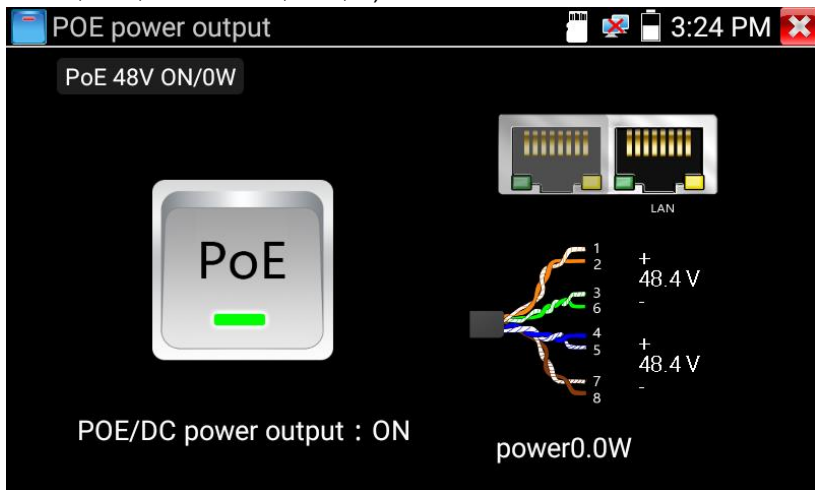 POE power output
3:24 PM
PoE 48V ON/0W
LAN
PoE
1
2
+
48.4 V
3
6
-
4
5
+
48.4 V
7
8
-
POE/DC power output : ON
power0.0W